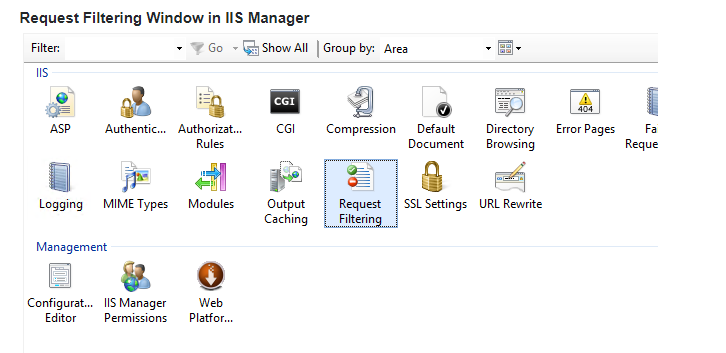 Request Filtering Window in IIS Manager
Filter: Go Show All Group by: Area
IIS
ASP Authentic... Authorizat... Rules CGI Compression Default Document Directory Browsing Error Pages Fa Reque
CGI 404
Logging MIME Types Modules Output Caching Request Filtering SSL Settings URL Rewrite
Management
Configurat... Editor IIS Manager Permissions Web Platfor...